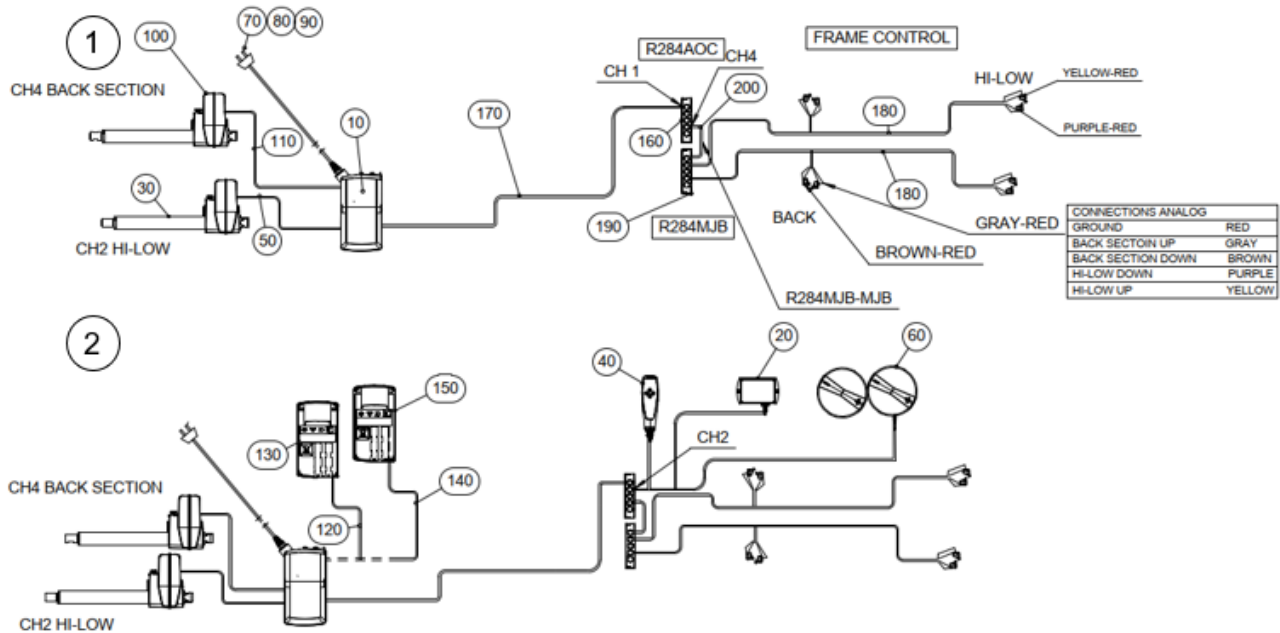 1
100
70 80 90
R284AOC
FRAME CONTROL
CH4 BACK SECTION
CH 1
CH4
HI-LOW
YELLOW-RED
200
170
180
10
160
110
PURPLE-RED
30
180
50
190
R284MJB
BACK
GRAY-RED
CH2 HI-LOW
BROWN-RED
CONNECTIONS ANALOG
GROUND RED
BACK SECTOIN UP GRAY
BACK SECTION DOWN BROWN
HI-LOW DOWN PURPLE
HI-LOW UP YELLOW
R284MJB-MJB
2
20
60
40
150
130
CH2
140
CH4 BACK SECTION
120
CH2 HI-LOW